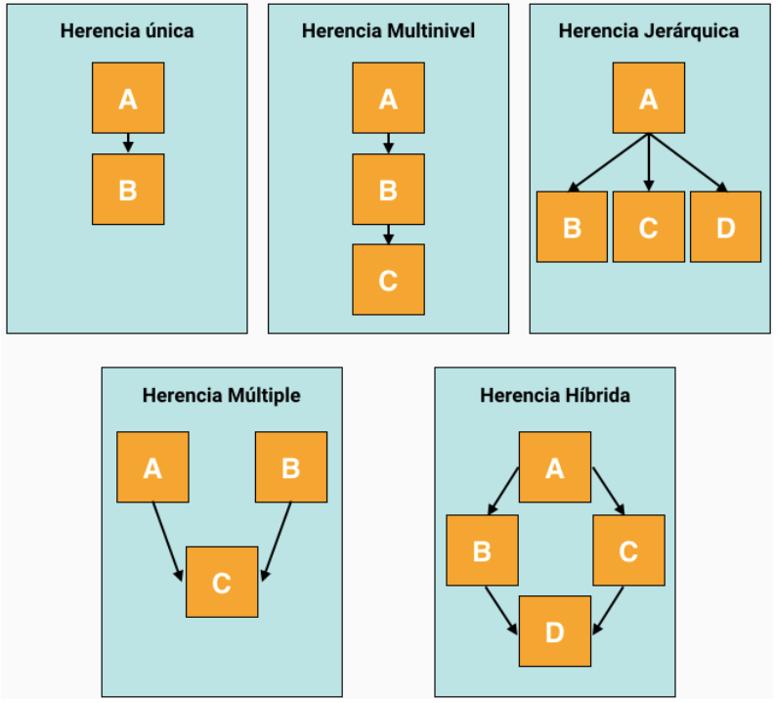 Herencia única
A
B
Herencia Multinivel
A
B
C
Herencia Jerárquica
A
B C D
Herencia Múltiple
A B
C
Herencia Híbrida
A
B C
D